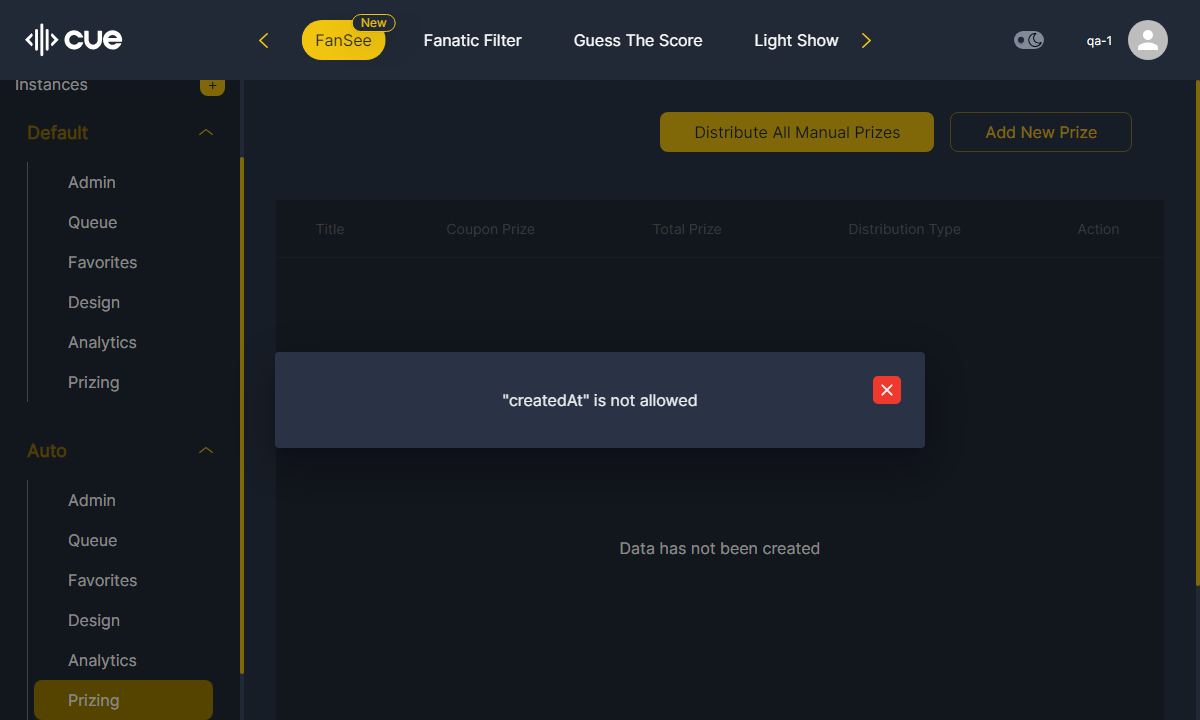 cue
FanSee
New
Fanatic Filter
Guess The Score
Light Show
qa-1
Instances
+
Default
Admin
Queue
Favorites
Design
Analytics
Prizing
Auto
Admin
Queue
Favorites
Design
Analytics
Prizing
Distribute All Manual Prizes
Add New Prize
Title Coupon Prize Total Prize Distribution Type Action
"createdAt" is not allowed
Data has not been created